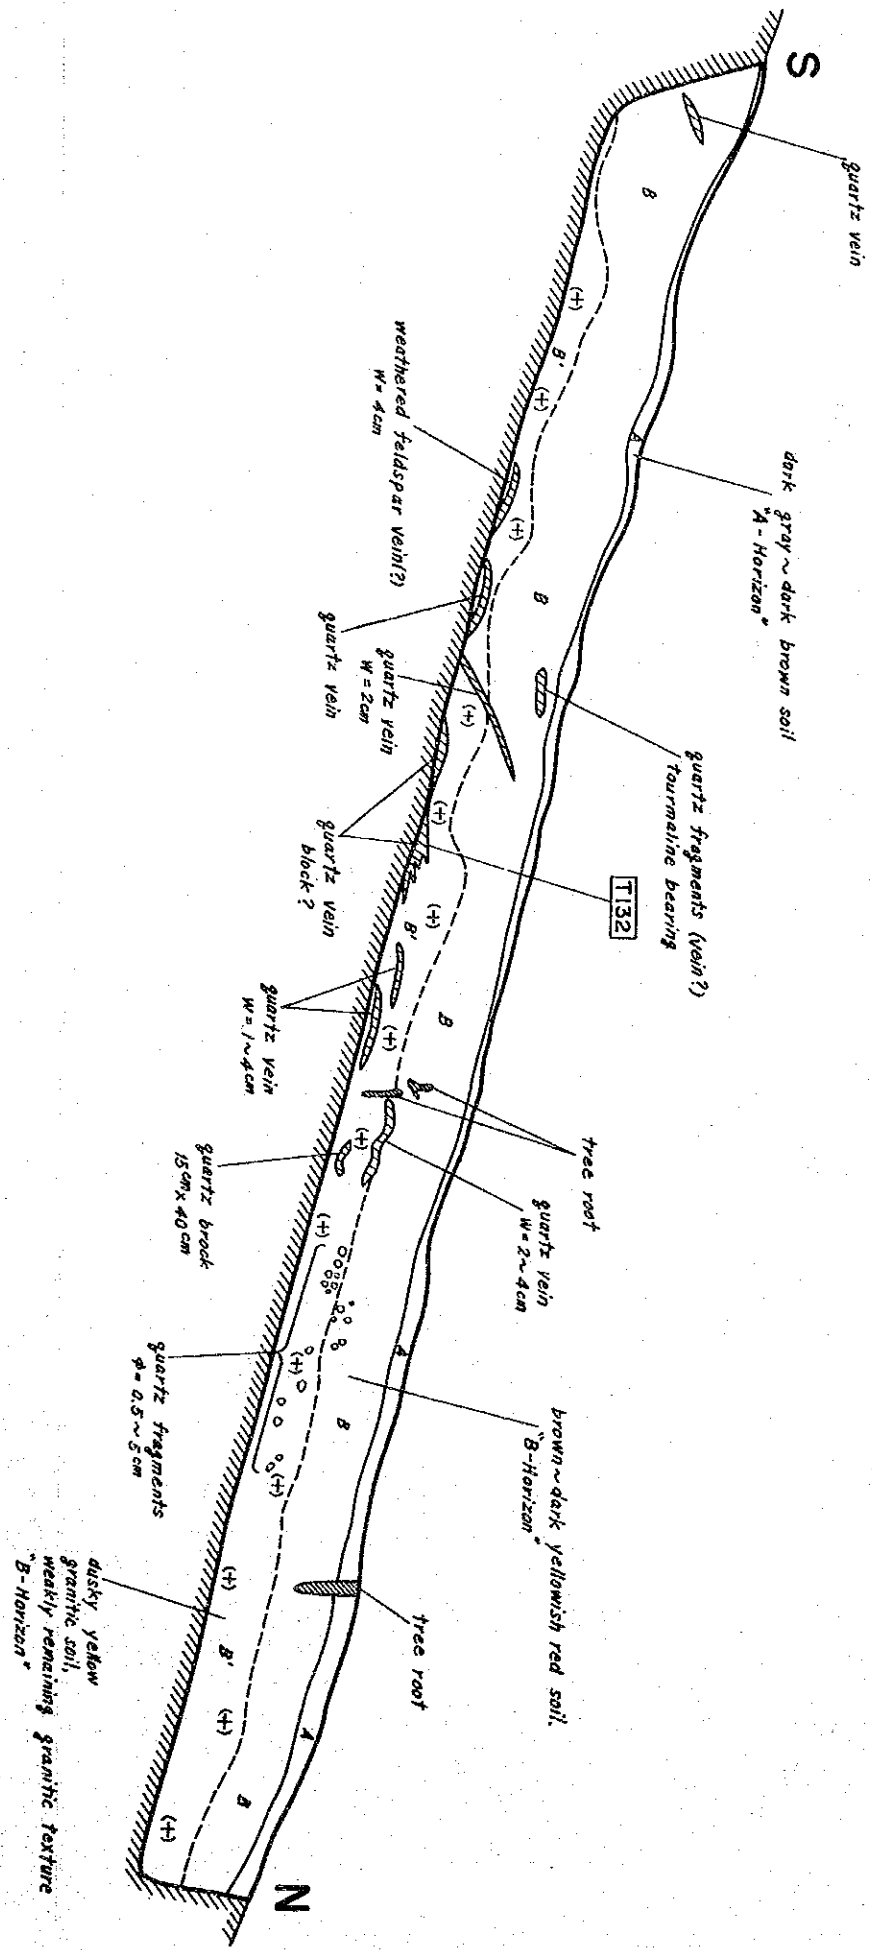 S
quartz vein
B
(+)
B'
(+)
weathered feldspar vein(?)
W= 4cm
A
dark gray ~ dark brown soil
"A-Horizon"
(+)
B
quartz vein
quartz vein
W=2cm
(+)
quartz fragments (vein?)
tourmaline bearing
T132
quartz vein
block?
(+)
(+)
B'
B
quartz vein
W=1~4cm
(+)
tree root
quartz vein
W=2~4cm
(+)
quartz brock
15cm×40cm
(+)
quartz fragments
φ= 0.5~5cm
(+)
(+)
A
B
brown~dark yellowish red soil.
"B-Horizon"
tree root
(+)
B'
(+)
A
B
(+)
dusky yellow
granitic soil,
weakly remaining granitic texture
"B-Horizon"
N